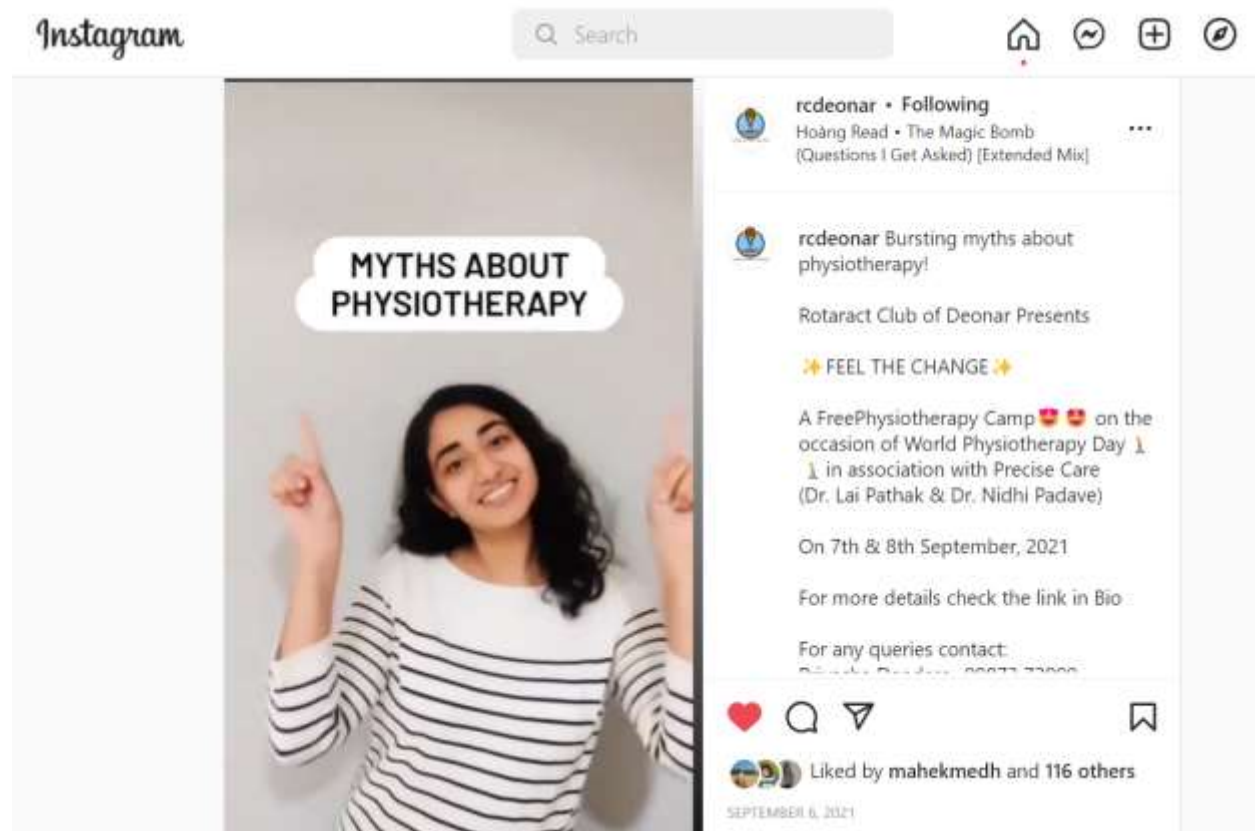 Instagram
Search
rcdeonar • Following
Hoàng Read • The Magic Bomb
(Questions I Get Asked) [Extended Mix]
MYTHS ABOUT
PHYSIOTHERAPY
rcdeonar Bursting myths about
physiotherapy!
Rotaract Club of Deonar Presents
✨FEEL THE CHANGE✨
A FreePhysiotherapy Camp😍 😍 on the
occasion of World Physiotherapy Day
in association with Precise Care
(Dr. Lai Pathak & Dr. Nidhi Padave)
On 7th & 8th September, 2021
For more details check the link in Bio
For any queries contact:
Liked by mahekmedh and 116 others
SEPTEMBER 6, 2021